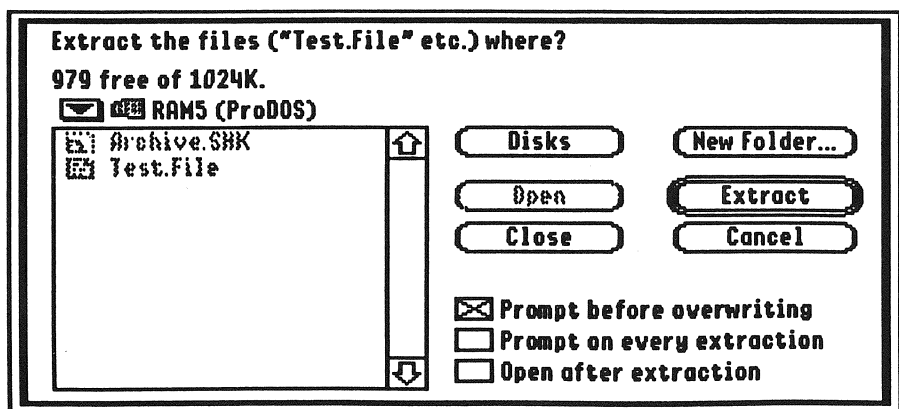 Extract the files ("Test.File" etc.) where?
979 free of 1024K.
RAM5 (ProDOS)
Archive.SHK
Test.File
Disks
New Folder...
Open
Extract
Close
Cancel
Prompt before overwriting
Prompt on every extraction
Open after extraction